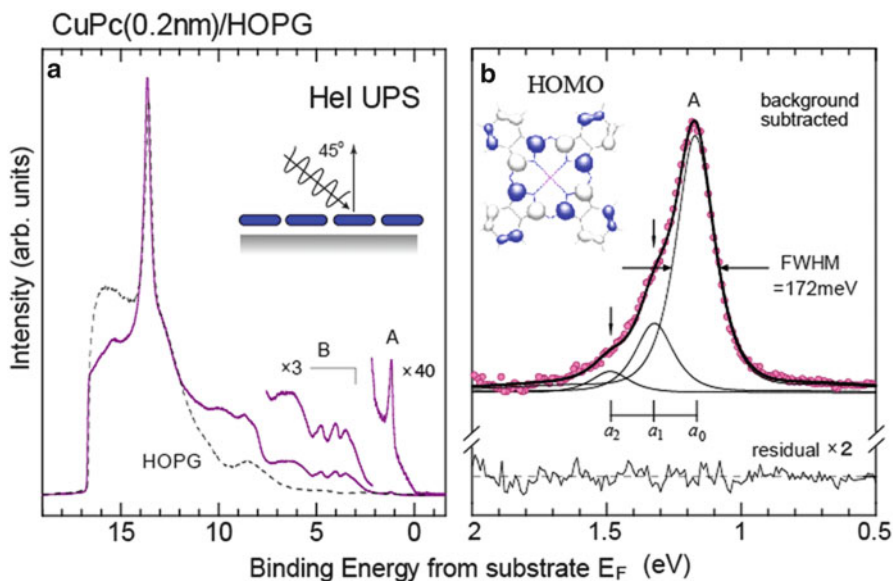 CuPc(0.2nm)/HOPG
a
HeI UPS
45°
B
×3
A
×40
HOPG
15
10
5
0
Intensity (arb. units)
b
HOMO
A
background
subtracted
FWHM
=172meV
a₂ a₁ a₀
residual ×2
2
1.5
1
0.5
Binding Energy from substrate E_F (eV)